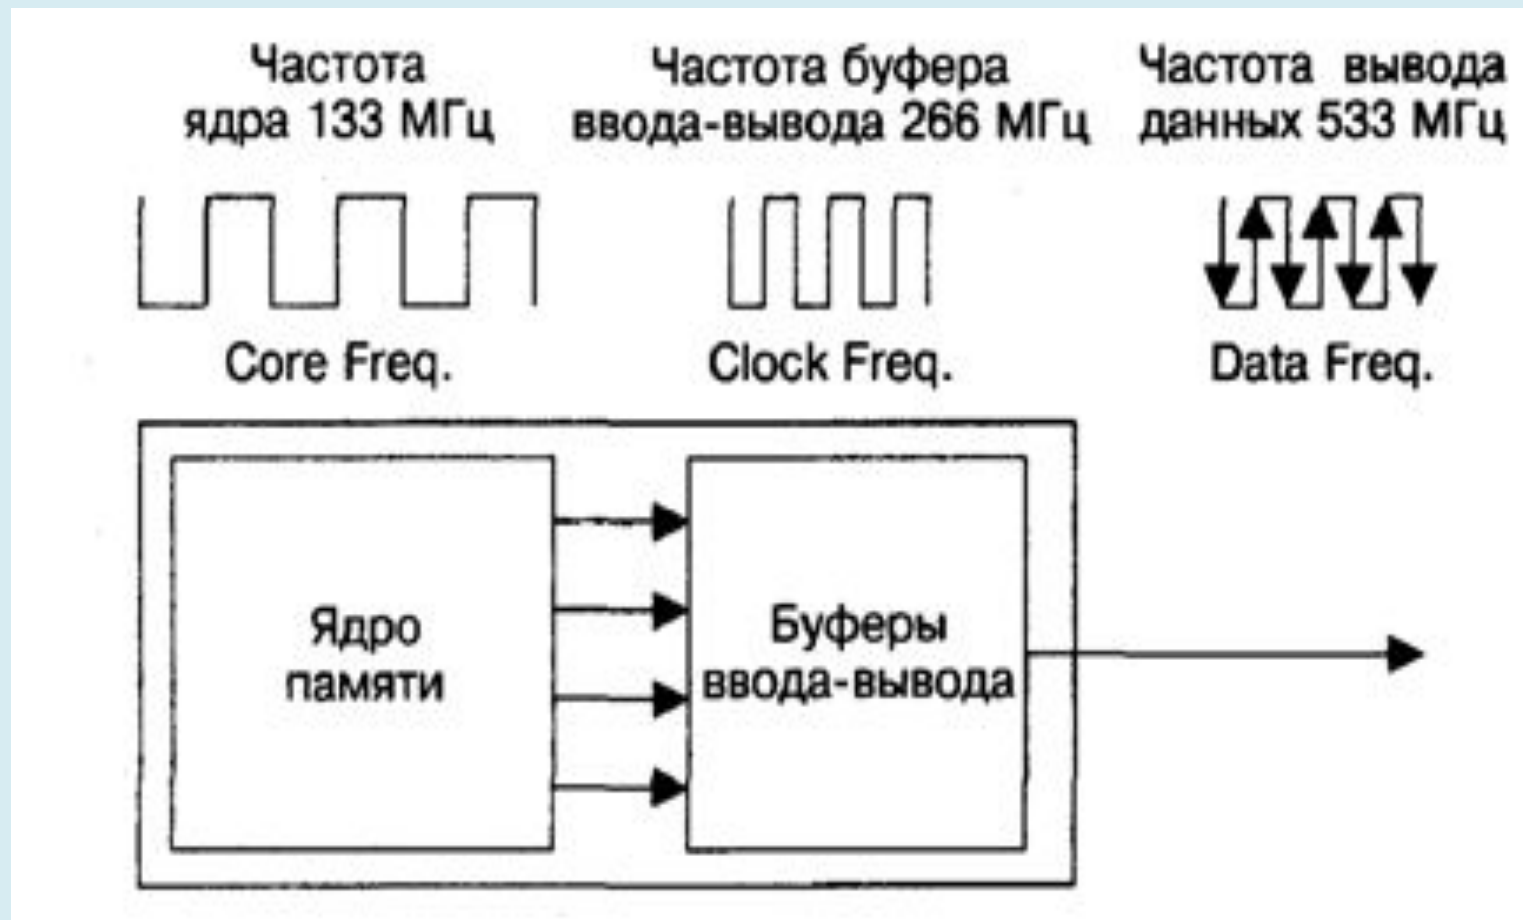 Частота
ядра 133 МГц
Частота буфера
ввода-вывода 266 МГц
Частота вывода
данных 533 МГц
Core Freq.
Clock Freq.
Data Freq.
Ядро
памяти
Буферы
ввода-вывода